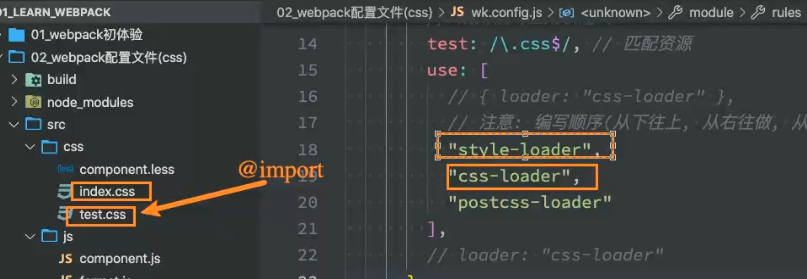 01_LEARN_WEBPACK
01_webpack初体验
02_webpack配置文件(css)
build
node_modules
src
css
component.less
index.css
test.css
js
component.js
@import
02_webpack配置文件(css) > JS wk.config.js > <unknown> > module > rules
14 test: /\.css$/, // 匹配资源
15 use: [
16 // { loader: "css-loader" },
17 // 注意: 编写顺序(从下往上, 从右往做, 从
18 "style-loader",
19 "css-loader",
20 "postcss-loader"
21 ],
22 // loader: "css-loader"